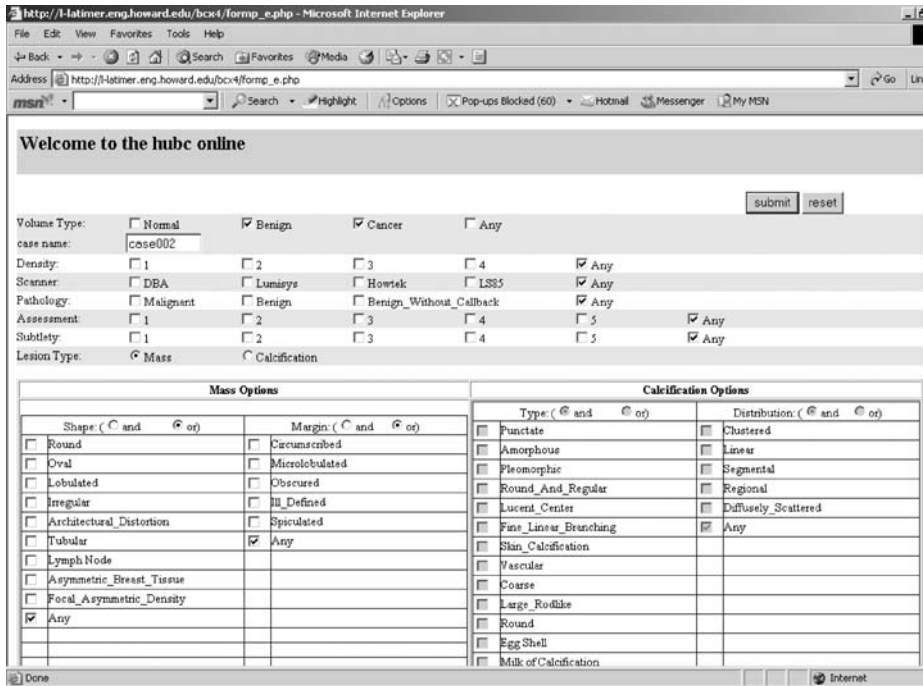 http://l-latimer.eng.howard.edu/bcx4/formp_e.php - Microsoft Internet Explorer
File Edit View Favorites Tools Help
Back Search Favorites Media
Address http://l-latimer.eng.howard.edu/bcx4/formp_e.php Go Lin
msn Search Highlight Options Pop-ups Blocked (60) Hotmail Messenger My MSN
Welcome to the hubc online
submit reset
Volume Type: Normal Benign Cancer Any
case name: case002
Density: 1 2 3 4 Any
Scanner: DBA Lumisys Howtek LS85 Any
Pathology: Malignant Benign Benign_Without_Callback Any
Assessment: 1 2 3 4 5 Any
Subtlety: 1 2 3 4 5 Any
Lesion Type: Mass Calcification
Mass Options
Shape: ( and or) Margin: ( and or)
Round Circumscribed
Oval Microlobulated
Lobulated Obscured
Irregular Ill_Defined
Architectural_Distortion Spiculated
Tubular Any
Lymph Node
Asymmetric_Breast_Tissue
Focal_Asymmetric_Density
Any
Calcification Options
Type: ( and or) Distribution: ( and or)
Punctate Clustered
Amorphous Linear
Pleomorphic Segmental
Round_And_Regular Regional
Lucent_Center Diffusely_Scattered
Fine_Linear_Branching Any
Skin_Calcification
Vascular
Coarse
Large_Rodlike
Round
Egg Shell
Milk of Calcification
Done Internet